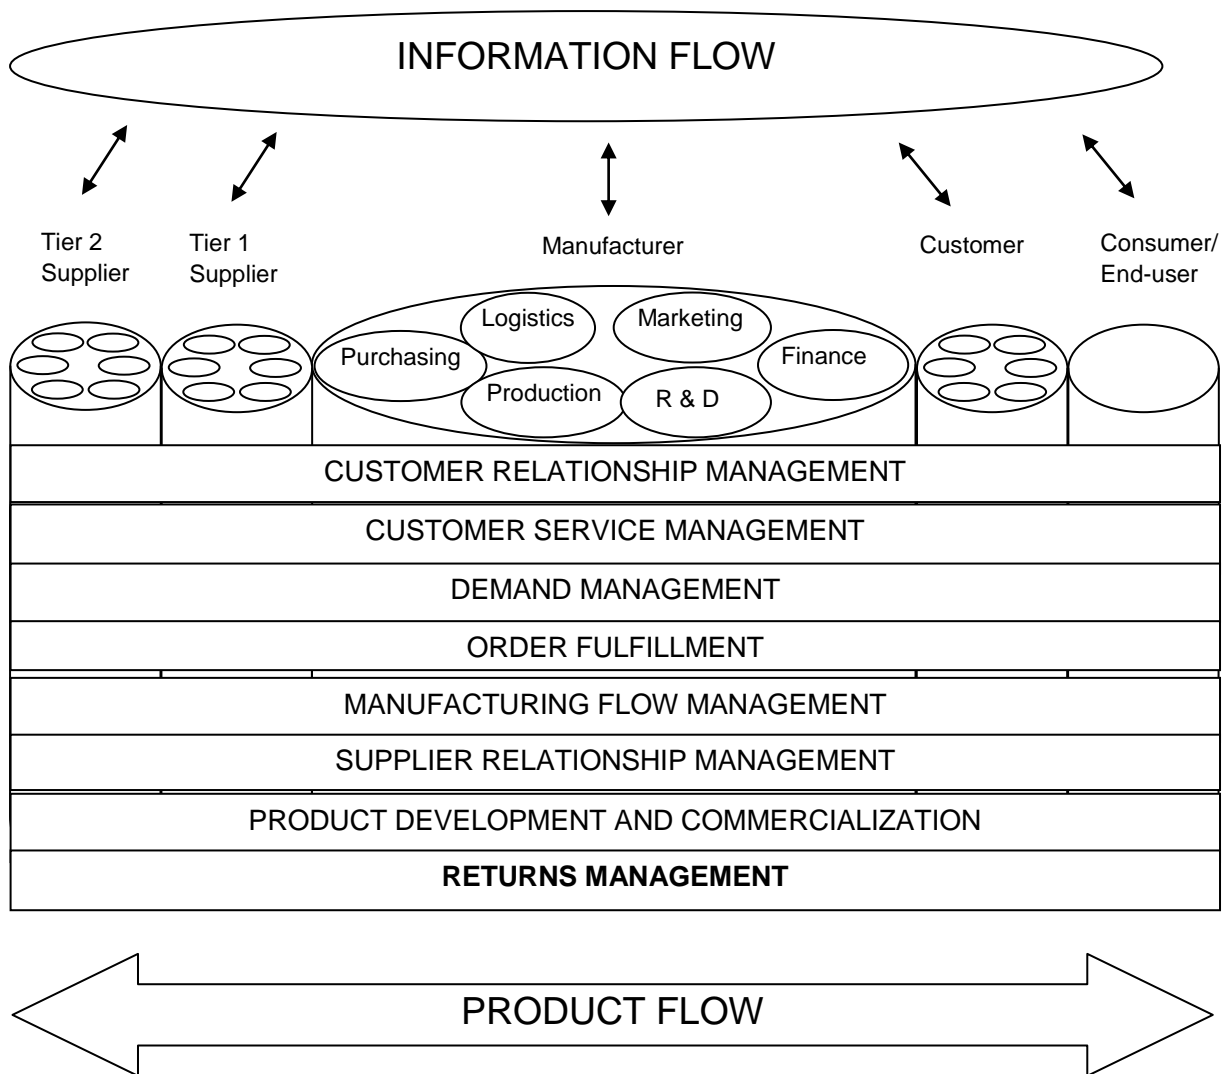 INFORMATION FLOW
Tier 2
Supplier
Tier 1
Supplier
Manufacturer
Customer
Consumer/
End-user
Logistics
Marketing
Purchasing
Finance
Production
R & D
CUSTOMER RELATIONSHIP MANAGEMENT
CUSTOMER SERVICE MANAGEMENT
DEMAND MANAGEMENT
ORDER FULFILLMENT
MANUFACTURING FLOW MANAGEMENT
SUPPLIER RELATIONSHIP MANAGEMENT
PRODUCT DEVELOPMENT AND COMMERCIALIZATION
RETURNS MANAGEMENT
PRODUCT FLOW